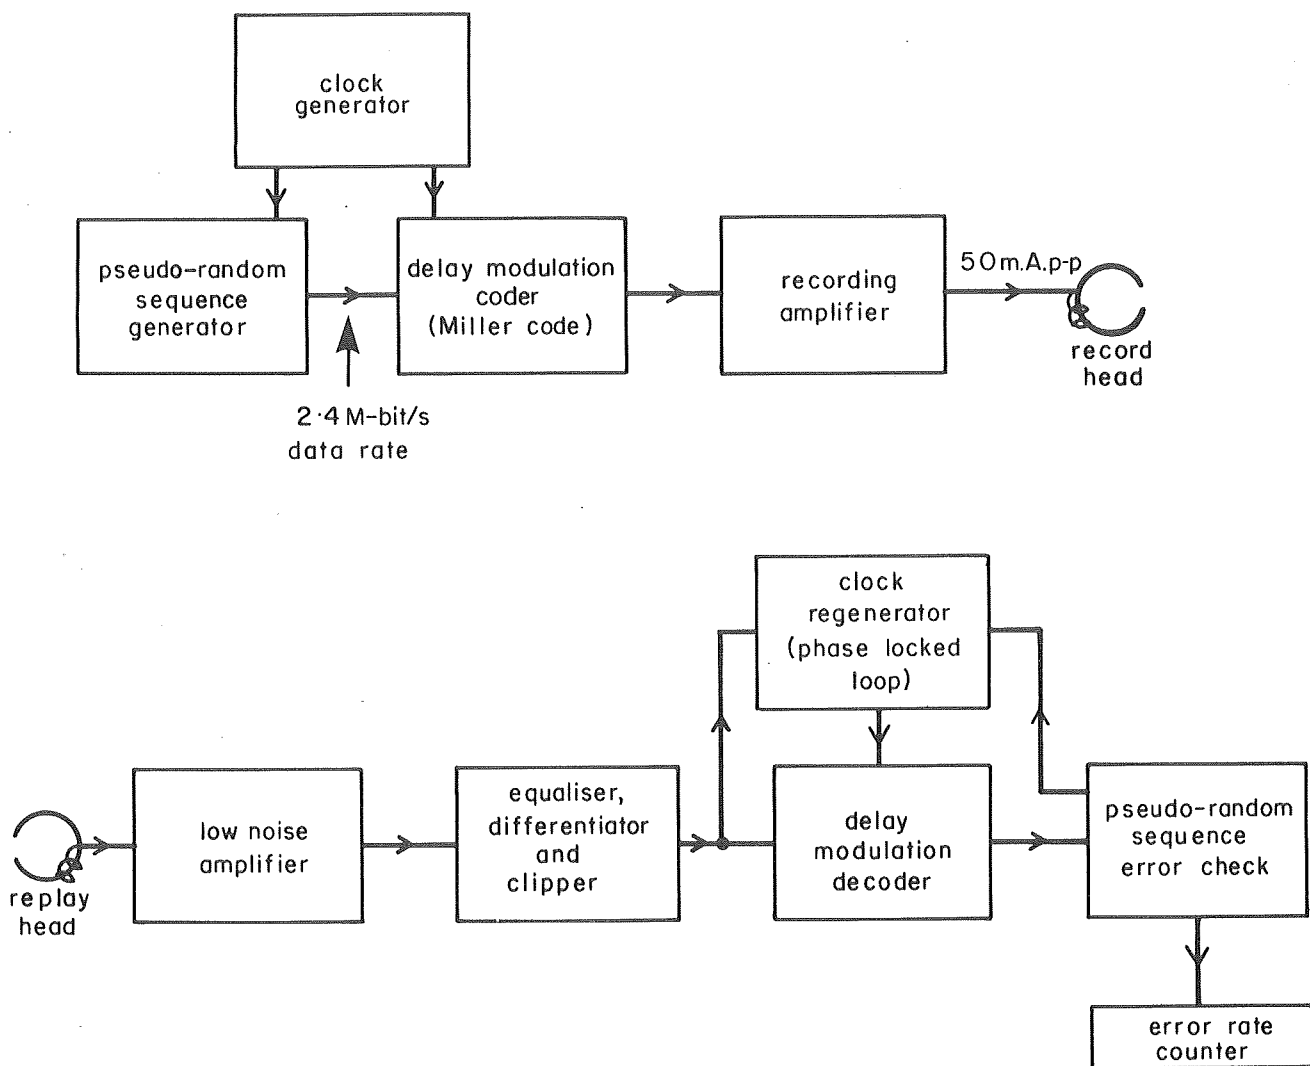 clock
generator
pseudo-random
sequence
generator
delay modulation
coder
(Miller code)
recording
amplifier
50m.A.p-p
record
head
2·4 M-bit/s
data rate
clock
regenerator
(phase locked
loop)
replay
head
low noise
amplifier
equaliser,
differentiator
and
clipper
delay
modulation
decoder
pseudo-random
sequence
error check
error rate
counter